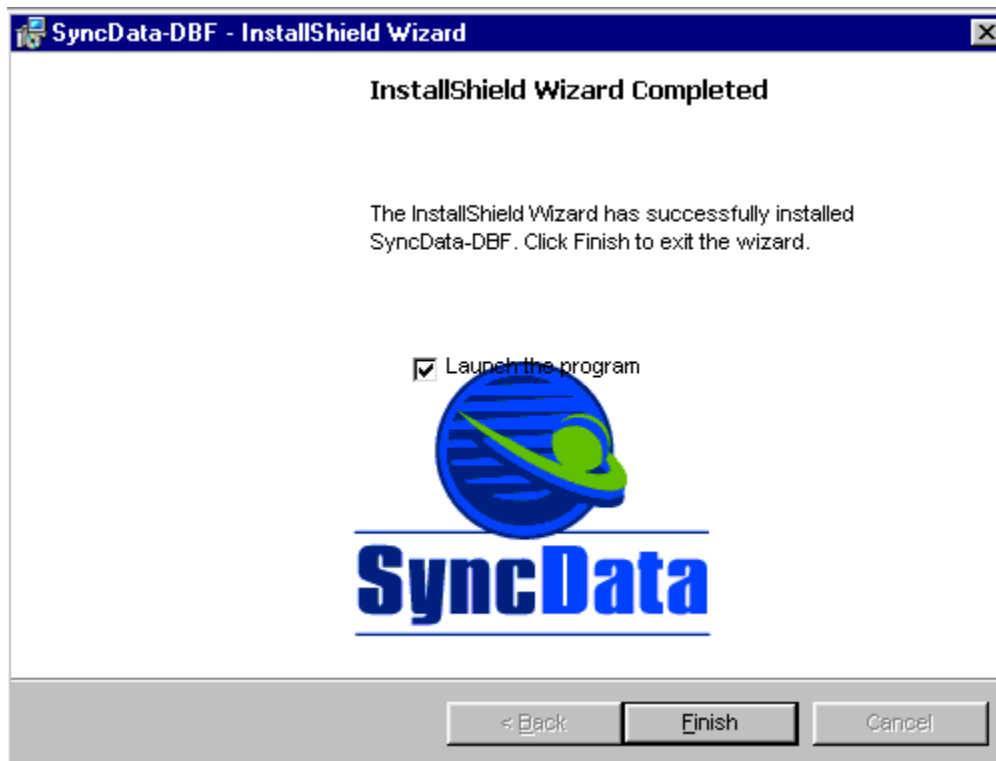 SyncData-DBF - InstallShield Wizard
InstallShield Wizard Completed
The InstallShield Wizard has successfully installed
SyncData-DBF. Click Finish to exit the wizard.
Launch the program
SyncData
< Back Finish Cancel